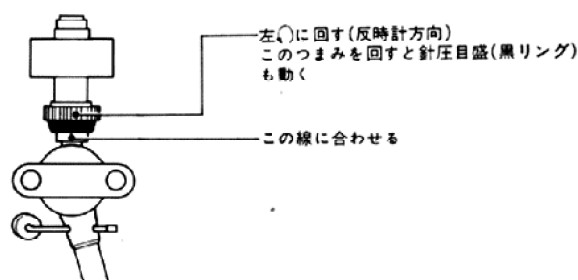 左⤺に回す(反時計方向)
このつまみを回すと針圧目盛(黒リング)
も動く
この線に合わせる